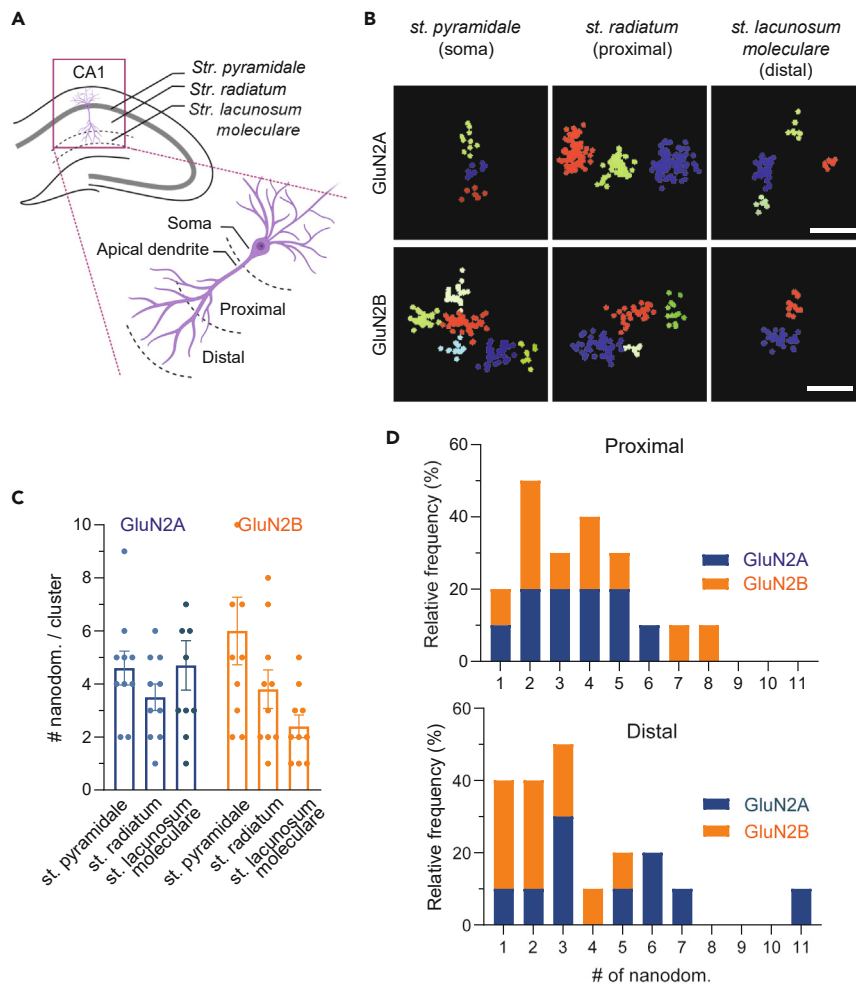 A
CA1
Str. pyramidale
Str. radiatum
Str. lacunosum
moleculare
Soma
Apical dendrite
Proximal
Distal
B
st. pyramidale
(soma)
st. radiatum
(proximal)
st. lacunosum
moleculare
(distal)
GluN2A
GluN2B
C
GluN2A
GluN2B
# nanodom. / cluster
10
8
6
4
2
0
st. pyramidale
st. radiatum
st. lacunosum
moleculare
st. pyramidale
st. radiatum
st. lacunosum
moleculare
D
Proximal
Relative frequency (%)
60
40
20
0
GluN2A
GluN2B
1 2 3 4 5 6 7 8 9 10 11
Distal
Relative frequency (%)
60
40
20
0
GluN2A
GluN2B
1 2 3 4 5 6 7 8 9 10 11
# of nanodom.